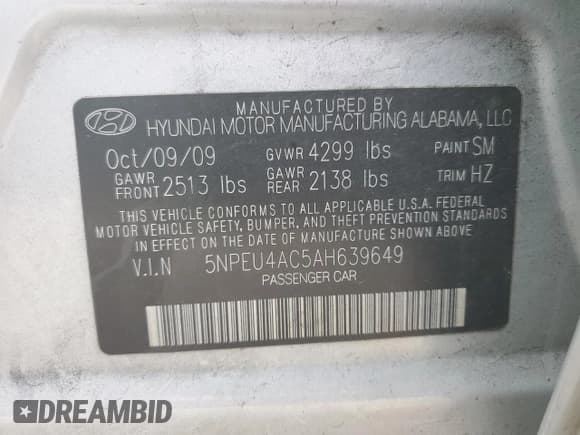 MANUFACTURED BY
HYUNDAI MOTOR MANUFACTURING ALABAMA, LLC
Oct/09/09 GVWR 4299 lbs PAINT SM
GAWR FRONT 2513 lbs GAWR REAR 2138 lbs TRIM HZ
THIS VEHICLE CONFORMS TO ALL APPLICABLE U.S.A. FEDERAL
MOTOR VEHICLE SAFETY, BUMPER, AND THEFT PREVENTION STANDARDS
IN EFFECT ON THE DATE OF MANUFACTURE SHOWN ABOVE.
V.I.N 5NPEU4AC5AH639649
PASSENGER CAR
DREAMBID